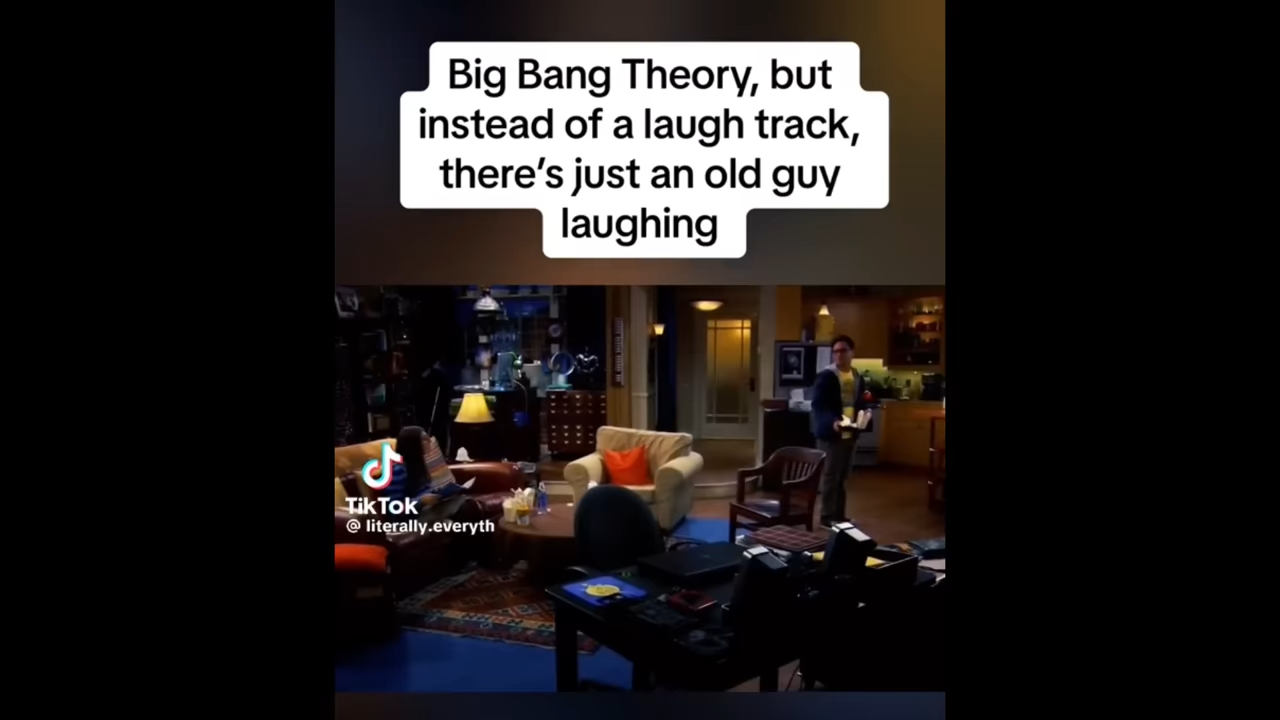 Big Bang Theory, but
instead of a laugh track,
there’s just an old guy
laughing
TikTok
@ literally.everyth